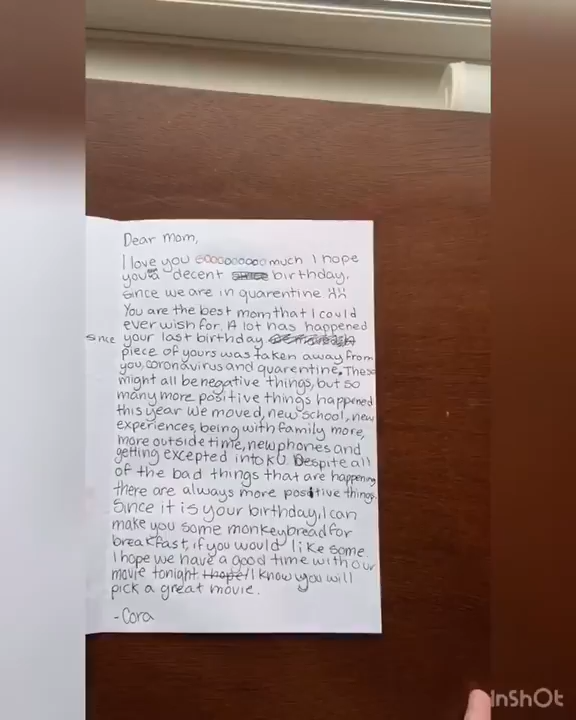 Dear Mom,
I love you soooooooooo much I hope
you decent birthday,
since we are in quarentine
You are the best mom that I could
ever wish for. A lot has happened
since your last birthday
piece of yours was taken away from
you, coronavirus and quarentine. These
might all be negative things, but so
many more positive things happened
this year we moved, new school, new
experiences, being with family more,
more outside time, new phones and
getting excepted into KU. Despite all
of the bad things that are happening
there are always more positive things.
Since it is your birthday, I can
make you some monkeybread for
breakfast, if you would like some.
I hope we have a good time with our
movie tonight. I hope I know you will
pick a great movie.
-Cora
InShOt